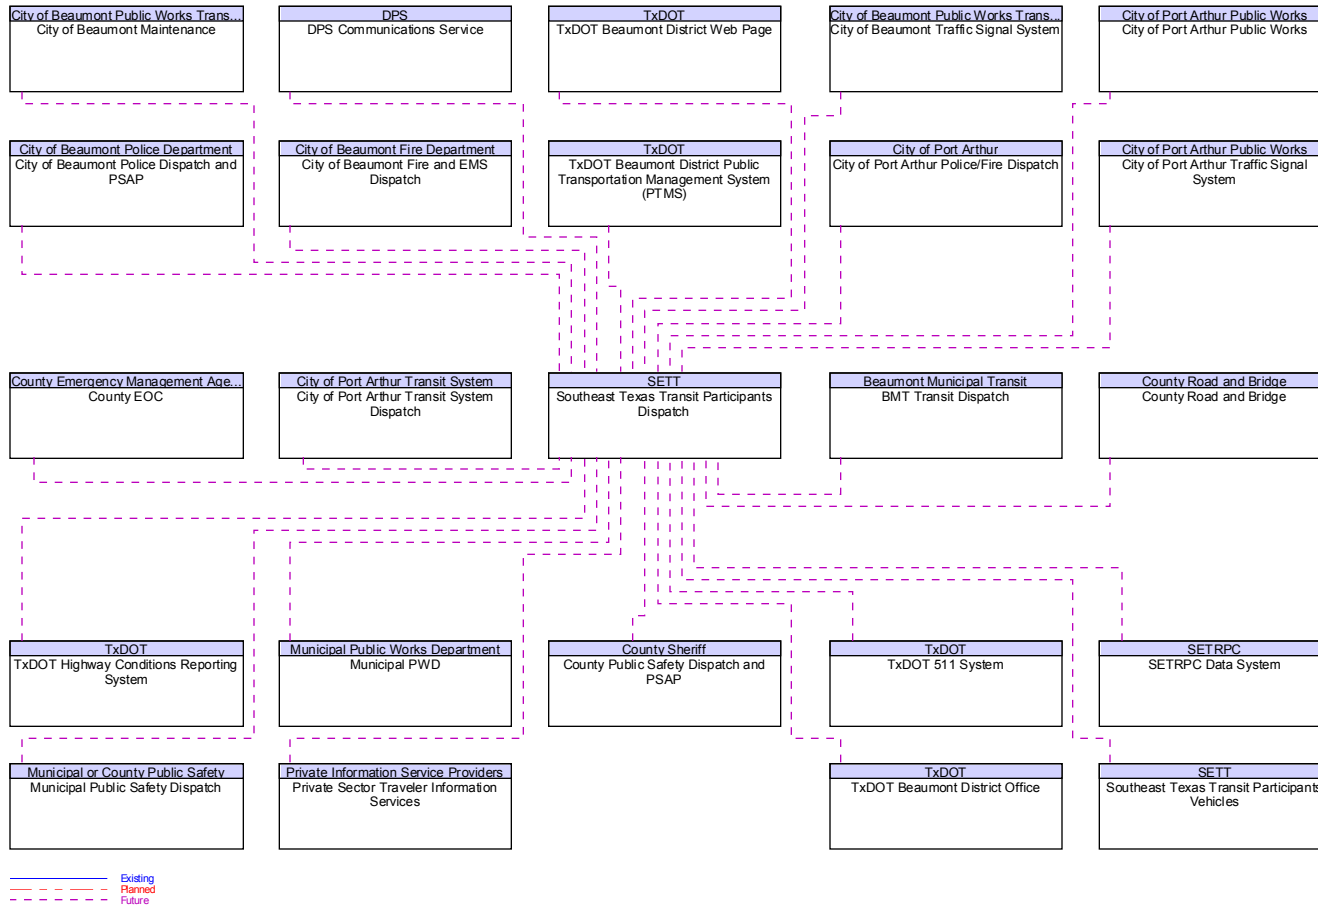 City of Beaumont Public Works Trans...
City of Beaumont Maintenance
DPS
DPS Communications Service
TxDOT
TxDOT Beaumont District Web Page
City of Beaumont Public Works Trans...
City of Beaumont Traffic Signal System
City of Port Arthur Public Works
City of Port Arthur Public Works
City of Beaumont Police Department
City of Beaumont Police Dispatch and
PSAP
City of Beaumont Fire Department
City of Beaumont Fire and EMS
Dispatch
TxDOT
TxDOT Beaumont District Public
Transportation Management System
(PTMS)
City of Port Arthur
City of Port Arthur Police/Fire Dispatch
City of Port Arthur Public Works
City of Port Arthur Traffic Signal
System
County Emergency Management Age...
County EOC
City of Port Arthur Transit System
City of Port Arthur Transit System
Dispatch
SETT
Southeast Texas Transit Participants
Dispatch
Beaumont Municipal Transit
BMT Transit Dispatch
County Road and Bridge
County Road and Bridge
TxDOT
TxDOT Highway Conditions Reporting
System
Municipal Public Works Department
Municipal PWD
County Sheriff
County Public Safety Dispatch and
PSAP
TxDOT
TxDOT 511 System
SETRPC
SETRPC Data System
Municipal or County Public Safety
Municipal Public Safety Dispatch
Private Information Service Providers
Private Sector Traveler Information
Services
TxDOT
TxDOT Beaumont District Office
SETT
Southeast Texas Transit Participants
Vehicles
Existing
Planned
Future